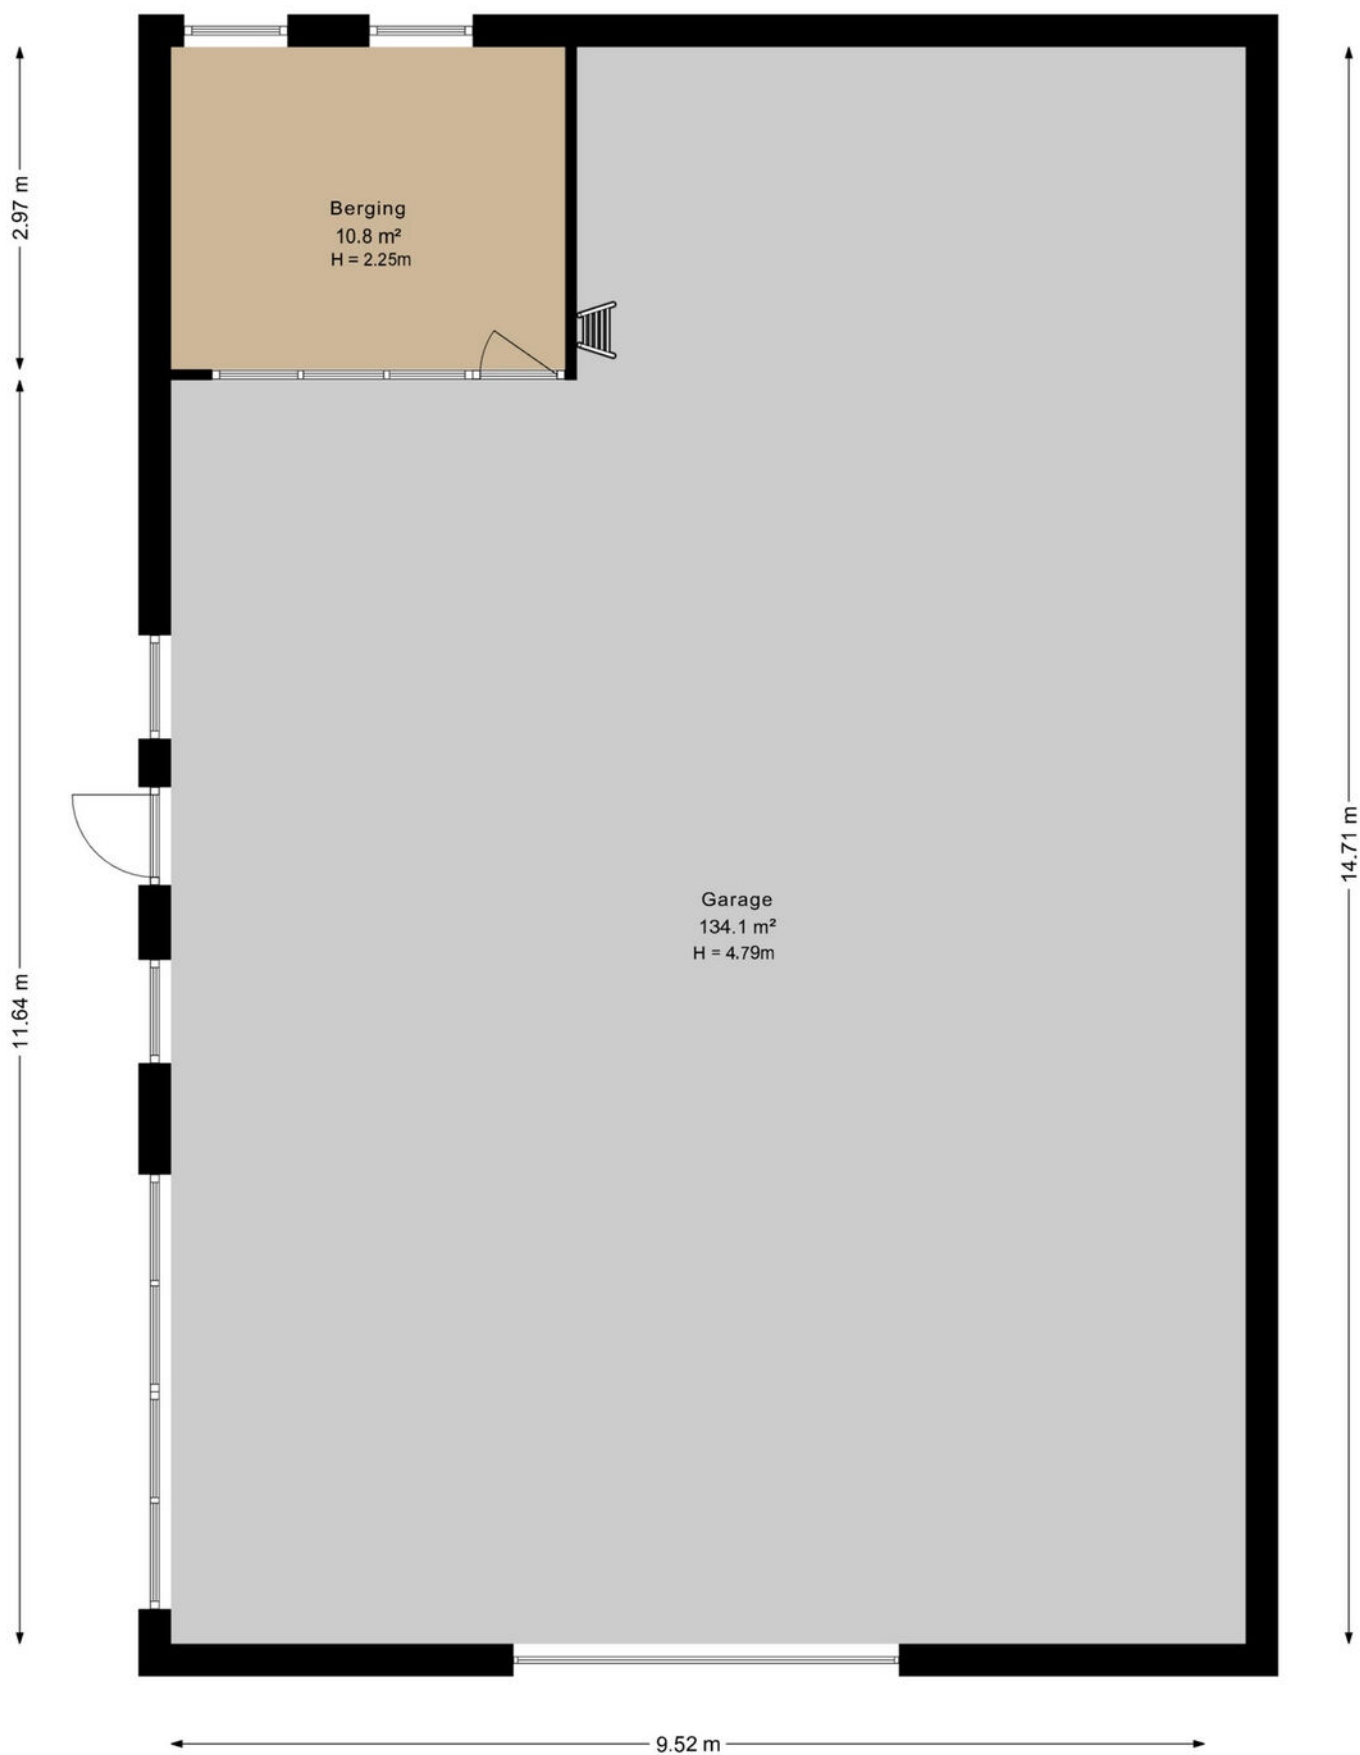 2.97 m
Berging
10.8 m²
H = 2.25m
14.71 m
Garage
134.1 m²
H = 4.79m
11.64 m
9.52 m